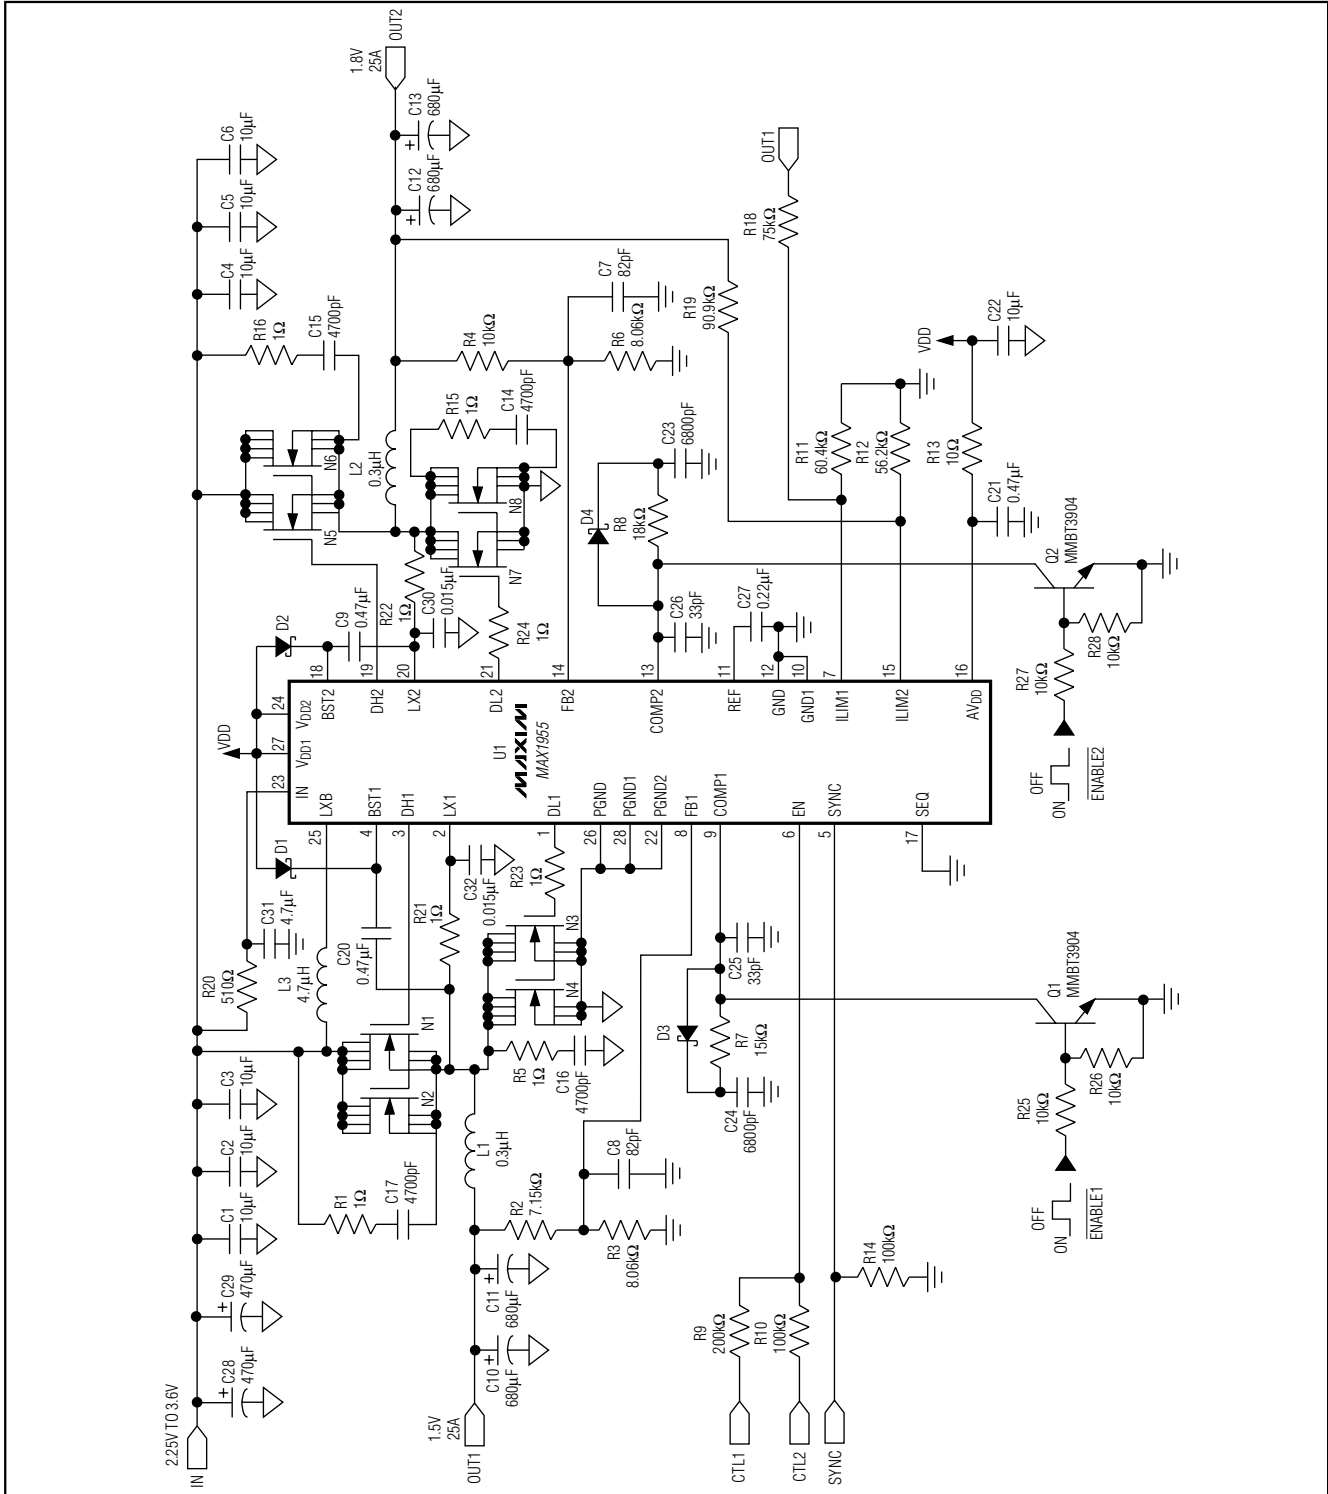 2.25V TO 3.6V
IN
C28
470µF
C29
470µF
C1
10µF
C2
10µF
C3
10µF
R20
510Ω
C31
4.7µF
L3
4.7µH
D1
VDD
D2
C9
0.47µF
R22
1Ω
C30
0.015µF
R24
1Ω
N5
N6
R16
1Ω
C15
4700pF
C4
10µF
C5
10µF
C6
10µF
L2
0.3µH
N7
N8
R15
1Ω
C14
4700pF
R4
10kΩ
C7
82pF
R6
8.06kΩ
C12
680µF
C13
680µF
1.8V
25A
OUT2
R1
1Ω
C17
4700pF
N2
N1
C20
0.47µF
R21
1Ω
C32
0.015µF
R23
1Ω
N4
N3
R5
1Ω
C16
4700pF
L1
0.3µH
R2
7.15kΩ
R3
8.06kΩ
C8
82pF
C11
680µF
C10
680µF
1.5V
25A
OUT1
23
IN
27
VDD1
24
VDD2
25
LXB
4
BST1
3
DH1
2
LX1
1
DL1
26
PGND
28
PGND1
22
PGND2
8
FB1
9
COMP1
6
EN
5
SYNC
17
SEQ
U1
MAXIM
MAX1955
18
BST2
19
DH2
20
LX2
21
DL2
14
FB2
13
COMP2
11
REF
12
GND
10
GND1
7
ILIM1
15
ILIM2
16
AVDD
D3
R7
15kΩ
C24
6800pF
C25
33pF
D4
R8
18kΩ
C23
6800pF
C26
33pF
C27
0.22µF
R19
90.9kΩ
R18
75kΩ
OUT1
R11
60.4kΩ
R12
56.2kΩ
R13
10Ω
C21
0.47µF
VDD
C22
10µF
CTL1
R9
200kΩ
CTL2
R10
100kΩ
SYNC
R14
100kΩ
ON
OFF
ENABLE1
R25
10kΩ
R26
10kΩ
Q1
MMBT3904
ON
OFF
ENABLE2
R27
10kΩ
R28
10kΩ
Q2
MMBT3904